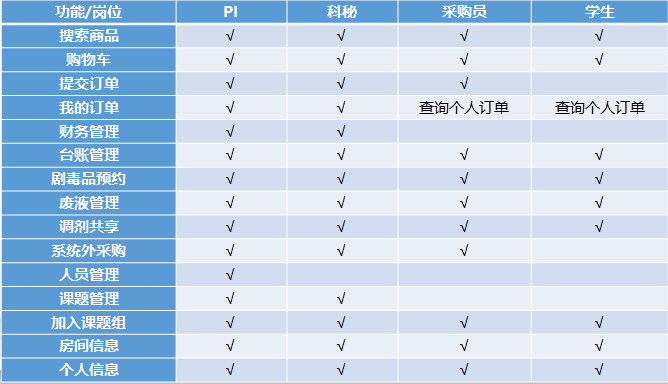 功能/岗位 PI 科秘 采购员 学生
搜索商品 √ √ √ √
购物车 √ √ √ √
提交订单 √ √ √
我的订单 √ √ 查询个人订单 查询个人订单
财务管理 √ √
台账管理 √ √ √ √
剧毒品预约 √ √ √ √
废液管理 √ √ √ √
调剂共享 √ √ √ √
系统外采购 √ √ √
人员管理 √
课题管理 √ √
加入课题组 √ √ √ √
房间信息 √ √ √ √
个人信息 √ √ √ √